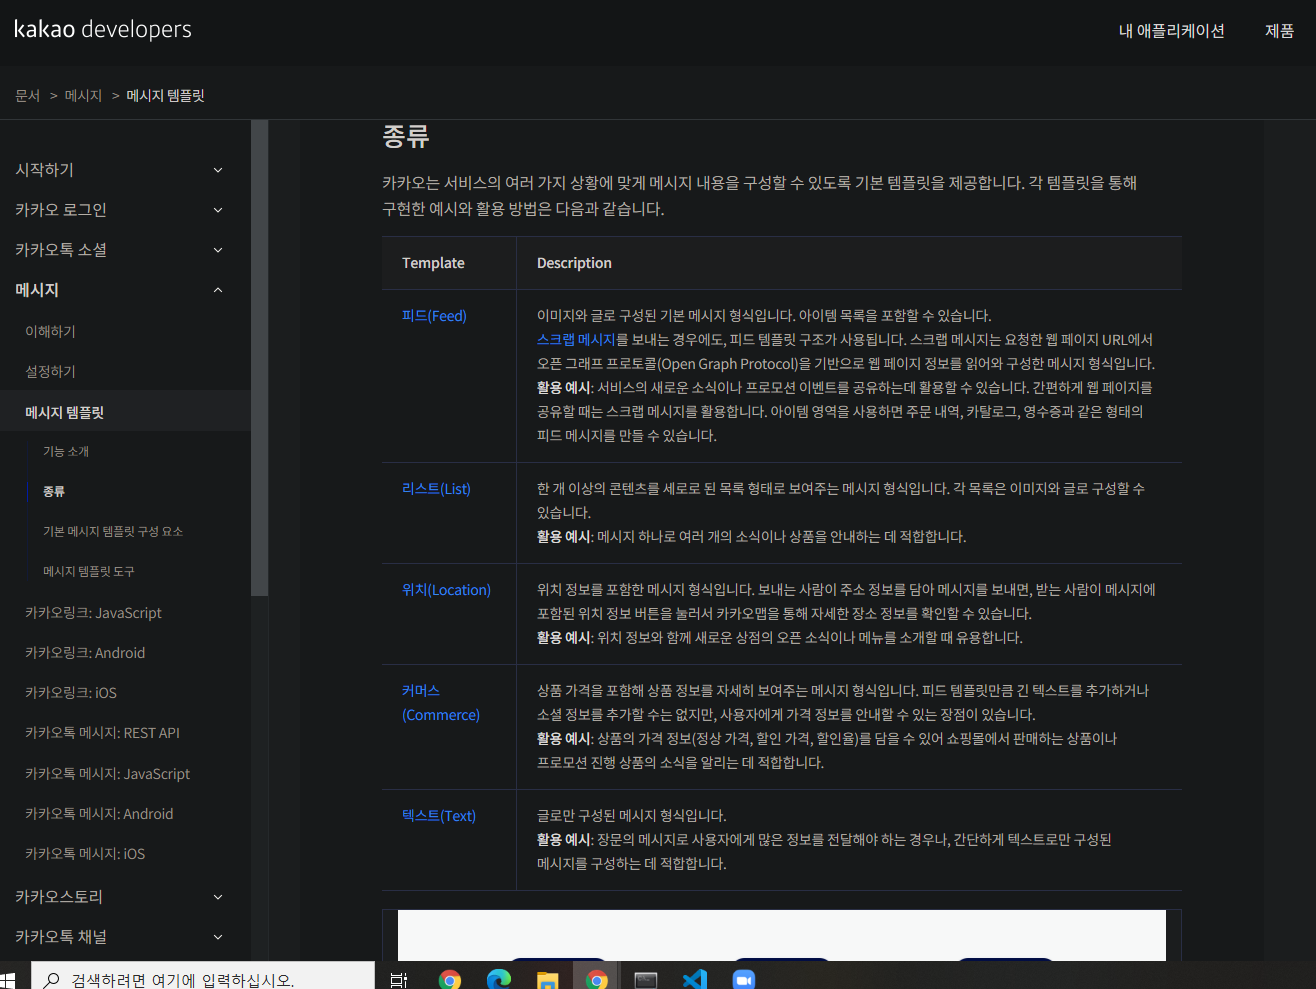 kakao developers
내 애플리케이션
제품
문서 > 메시지 > 메시지 템플릿
시작하기
카카오 로그인
카카오톡 소셜
메시지
이해하기
설정하기
메시지 템플릿
기능 소개
종류
기본 메시지 템플릿 구성 요소
메시지 템플릿 도구
카카오링크: JavaScript
카카오링크: Android
카카오링크: iOS
카카오톡 메시지: REST API
카카오톡 메시지: JavaScript
카카오톡 메시지: Android
카카오톡 메시지: iOS
카카오스토리
카카오톡 채널
종류
카카오는 서비스의 여러 가지 상황에 맞게 메시지 내용을 구성할 수 있도록 기본 템플릿을 제공합니다. 각 템플릿을 통해
구현한 예시와 활용 방법은 다음과 같습니다.
Template
Description
피드(Feed)
이미지와 글로 구성된 기본 메시지 형식입니다. 아이템 목록을 포함할 수 있습니다.
스크랩 메시지를 보내는 경우에도, 피드 템플릿 구조가 사용됩니다. 스크랩 메시지는 요청한 웹 페이지 URL에서
오픈 그래프 프로토콜(Open Graph Protocol)을 기반으로 웹 페이지 정보를 읽어와 구성한 메시지 형식입니다.
활용 예시: 서비스의 새로운 소식이나 프로모션 이벤트를 공유하는데 활용할 수 있습니다. 간편하게 웹 페이지를
공유할 때는 스크랩 메시지를 활용합니다. 아이템 영역을 사용하면 주문 내역, 카탈로그, 영수증과 같은 형태의
피드 메시지를 만들 수 있습니다.
리스트(List)
한 개 이상의 콘텐츠를 세로로 된 목록 형태로 보여주는 메시지 형식입니다. 각 목록은 이미지와 글로 구성할 수
있습니다.
활용 예시: 메시지 하나로 여러 개의 소식이나 상품을 안내하는 데 적합합니다.
위치(Location)
위치 정보를 포함한 메시지 형식입니다. 보내는 사람이 주소 정보를 담아 메시지를 보내면, 받는 사람이 메시지에
포함된 위치 정보 버튼을 눌러서 카카오맵을 통해 자세한 장소 정보를 확인할 수 있습니다.
활용 예시: 위치 정보와 함께 새로운 상점의 오픈 소식이나 메뉴를 소개할 때 유용합니다.
커머스
(Commerce)
상품 가격을 포함해 상품 정보를 자세히 보여주는 메시지 형식입니다. 피드 템플릿만큼 긴 텍스트를 추가하거나
소셜 정보를 추가할 수는 없지만, 사용자에게 가격 정보를 안내할 수 있는 장점이 있습니다.
활용 예시: 상품의 가격 정보(정상 가격, 할인 가격, 할인율)를 담을 수 있어 쇼핑몰에서 판매하는 상품이나
프로모션 진행 상품의 소식을 알리는 데 적합합니다.
텍스트(Text)
글로만 구성된 메시지 형식입니다.
활용 예시: 장문의 메시지로 사용자에게 많은 정보를 전달해야 하는 경우나, 간단하게 텍스트로만 구성된
메시지를 구성하는 데 적합합니다.
검색하려면 여기에 입력하십시오.